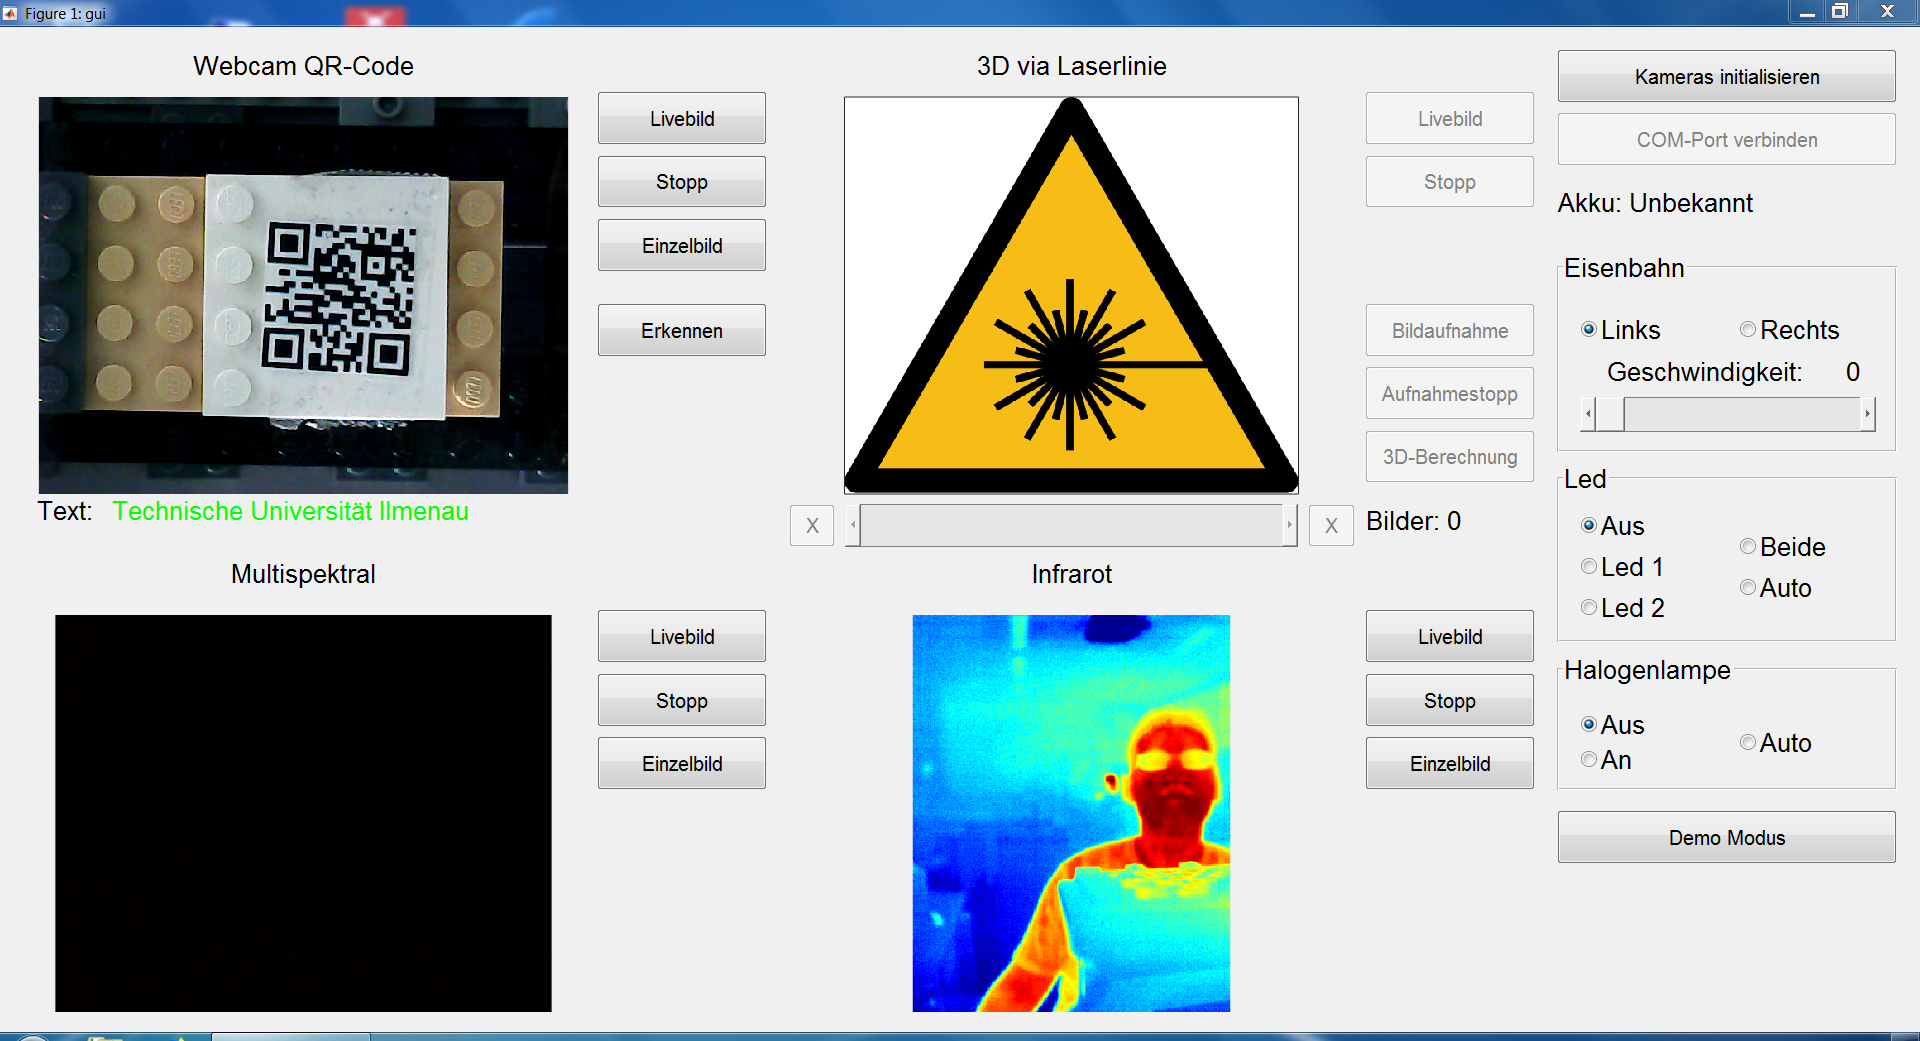 Figure 1: gui
Webcam QR-Code
Livebild
Stopp
Einzelbild
Erkennen
Text: Technische Universität Ilmenau
3D via Laserlinie
Livebild
Stopp
Bildaufnahme
Aufnahmestopp
3D-Berechnung
X
X
Bilder: 0
Multispektral
Livebild
Stopp
Einzelbild
Infrarot
Livebild
Stopp
Einzelbild
Kameras initialisieren
COM-Port verbinden
Akku: Unbekannt
Eisenbahn
Links Rechts
Geschwindigkeit: 0
Led
Aus
Led 1
Led 2
Beide
Auto
Halogenlampe
Aus
An
Auto
Demo Modus